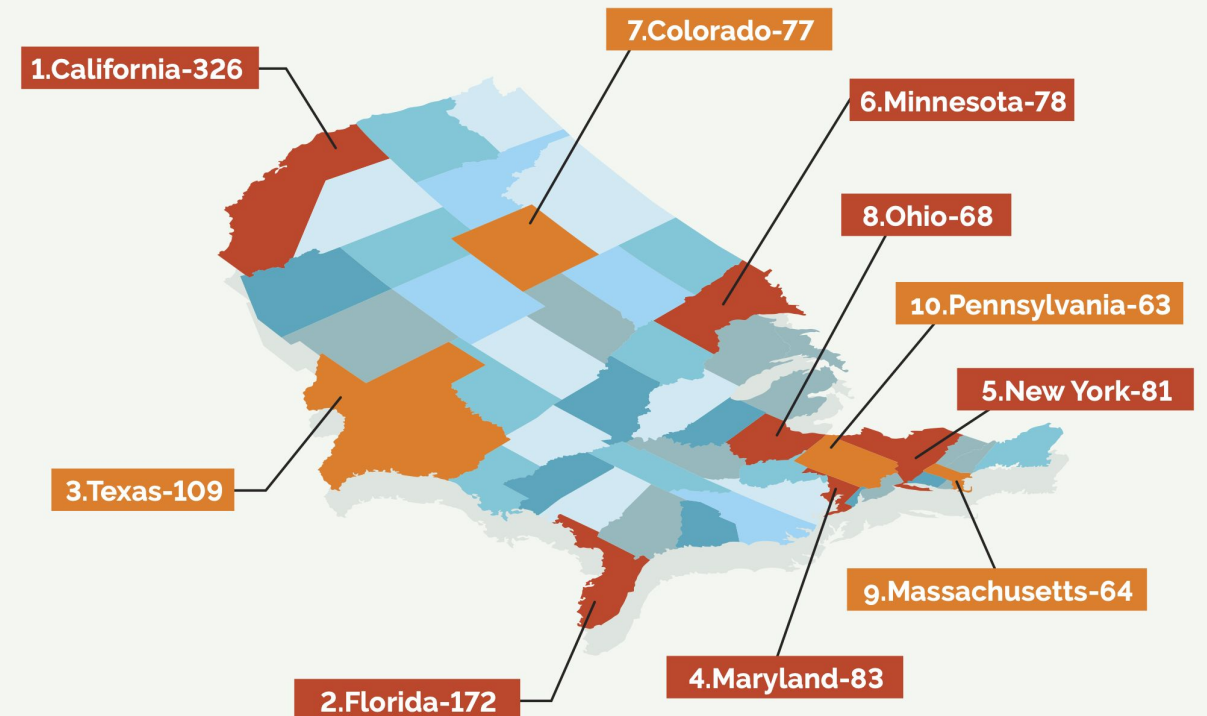 7.Colorado-77
1.California-326
6.Minnesota-78
8.Ohio-68
10.Pennsylvania-63
5.New York-81
3.Texas-109
9.Massachusetts-64
4.Maryland-83
2.Florida-172